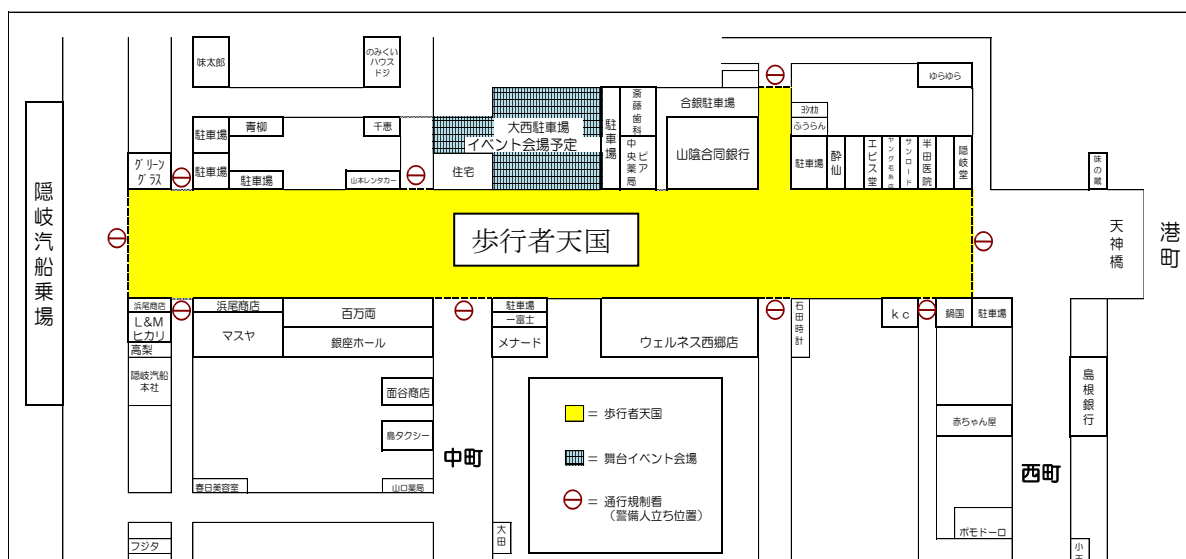 味太郎
のみくい
ハウス
ドジ
ゆらゆら
駐車場
青柳
千恵
大西駐車場
イベント会場予定
駐車場
斎藤歯科
合銀駐車場
ヨシオカ
ふうらん
グリーン
グラス
駐車場
駐車場
山本レンタカー
住宅
中央薬局
ピア
山陰合同銀行
駐車場
酔仙
エビス堂
ヤング毛糸店
サンロード
半田医院
隠岐堂
味の蔵
隠岐汽船乗場
歩行者天国
天神橋
港町
浜尾商店
L&M
ヒカリ
高梨
隠岐汽船
本社
浜尾商店
マスヤ
百万両
銀座ホール
駐車場
一富士
メナード
ウェルネス西郷店
石田時計
kc
鍋国
駐車場
面谷商店
島タクシー
中町
= 歩行者天国
= 舞台イベント会場
= 通行規制看
(警備人立ち位置)
島根銀行
赤ちゃん屋
西町
春日美容室
山口薬局
フジタ
大田
ポモドーロ